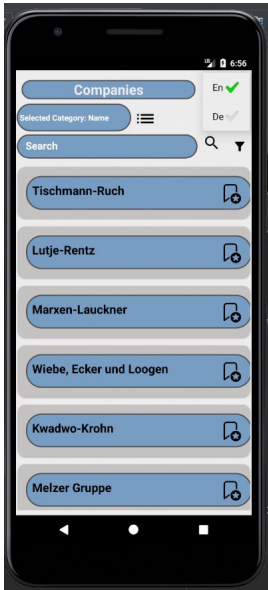 6:56
Companies
En
Selected Category: Name
De
Search
Tischmann-Ruch
Lutje-Rentz
Marxen-Lauckner
Wiebe, Ecker und Loogen
Kwadwo-Krohn
Melzer Gruppe